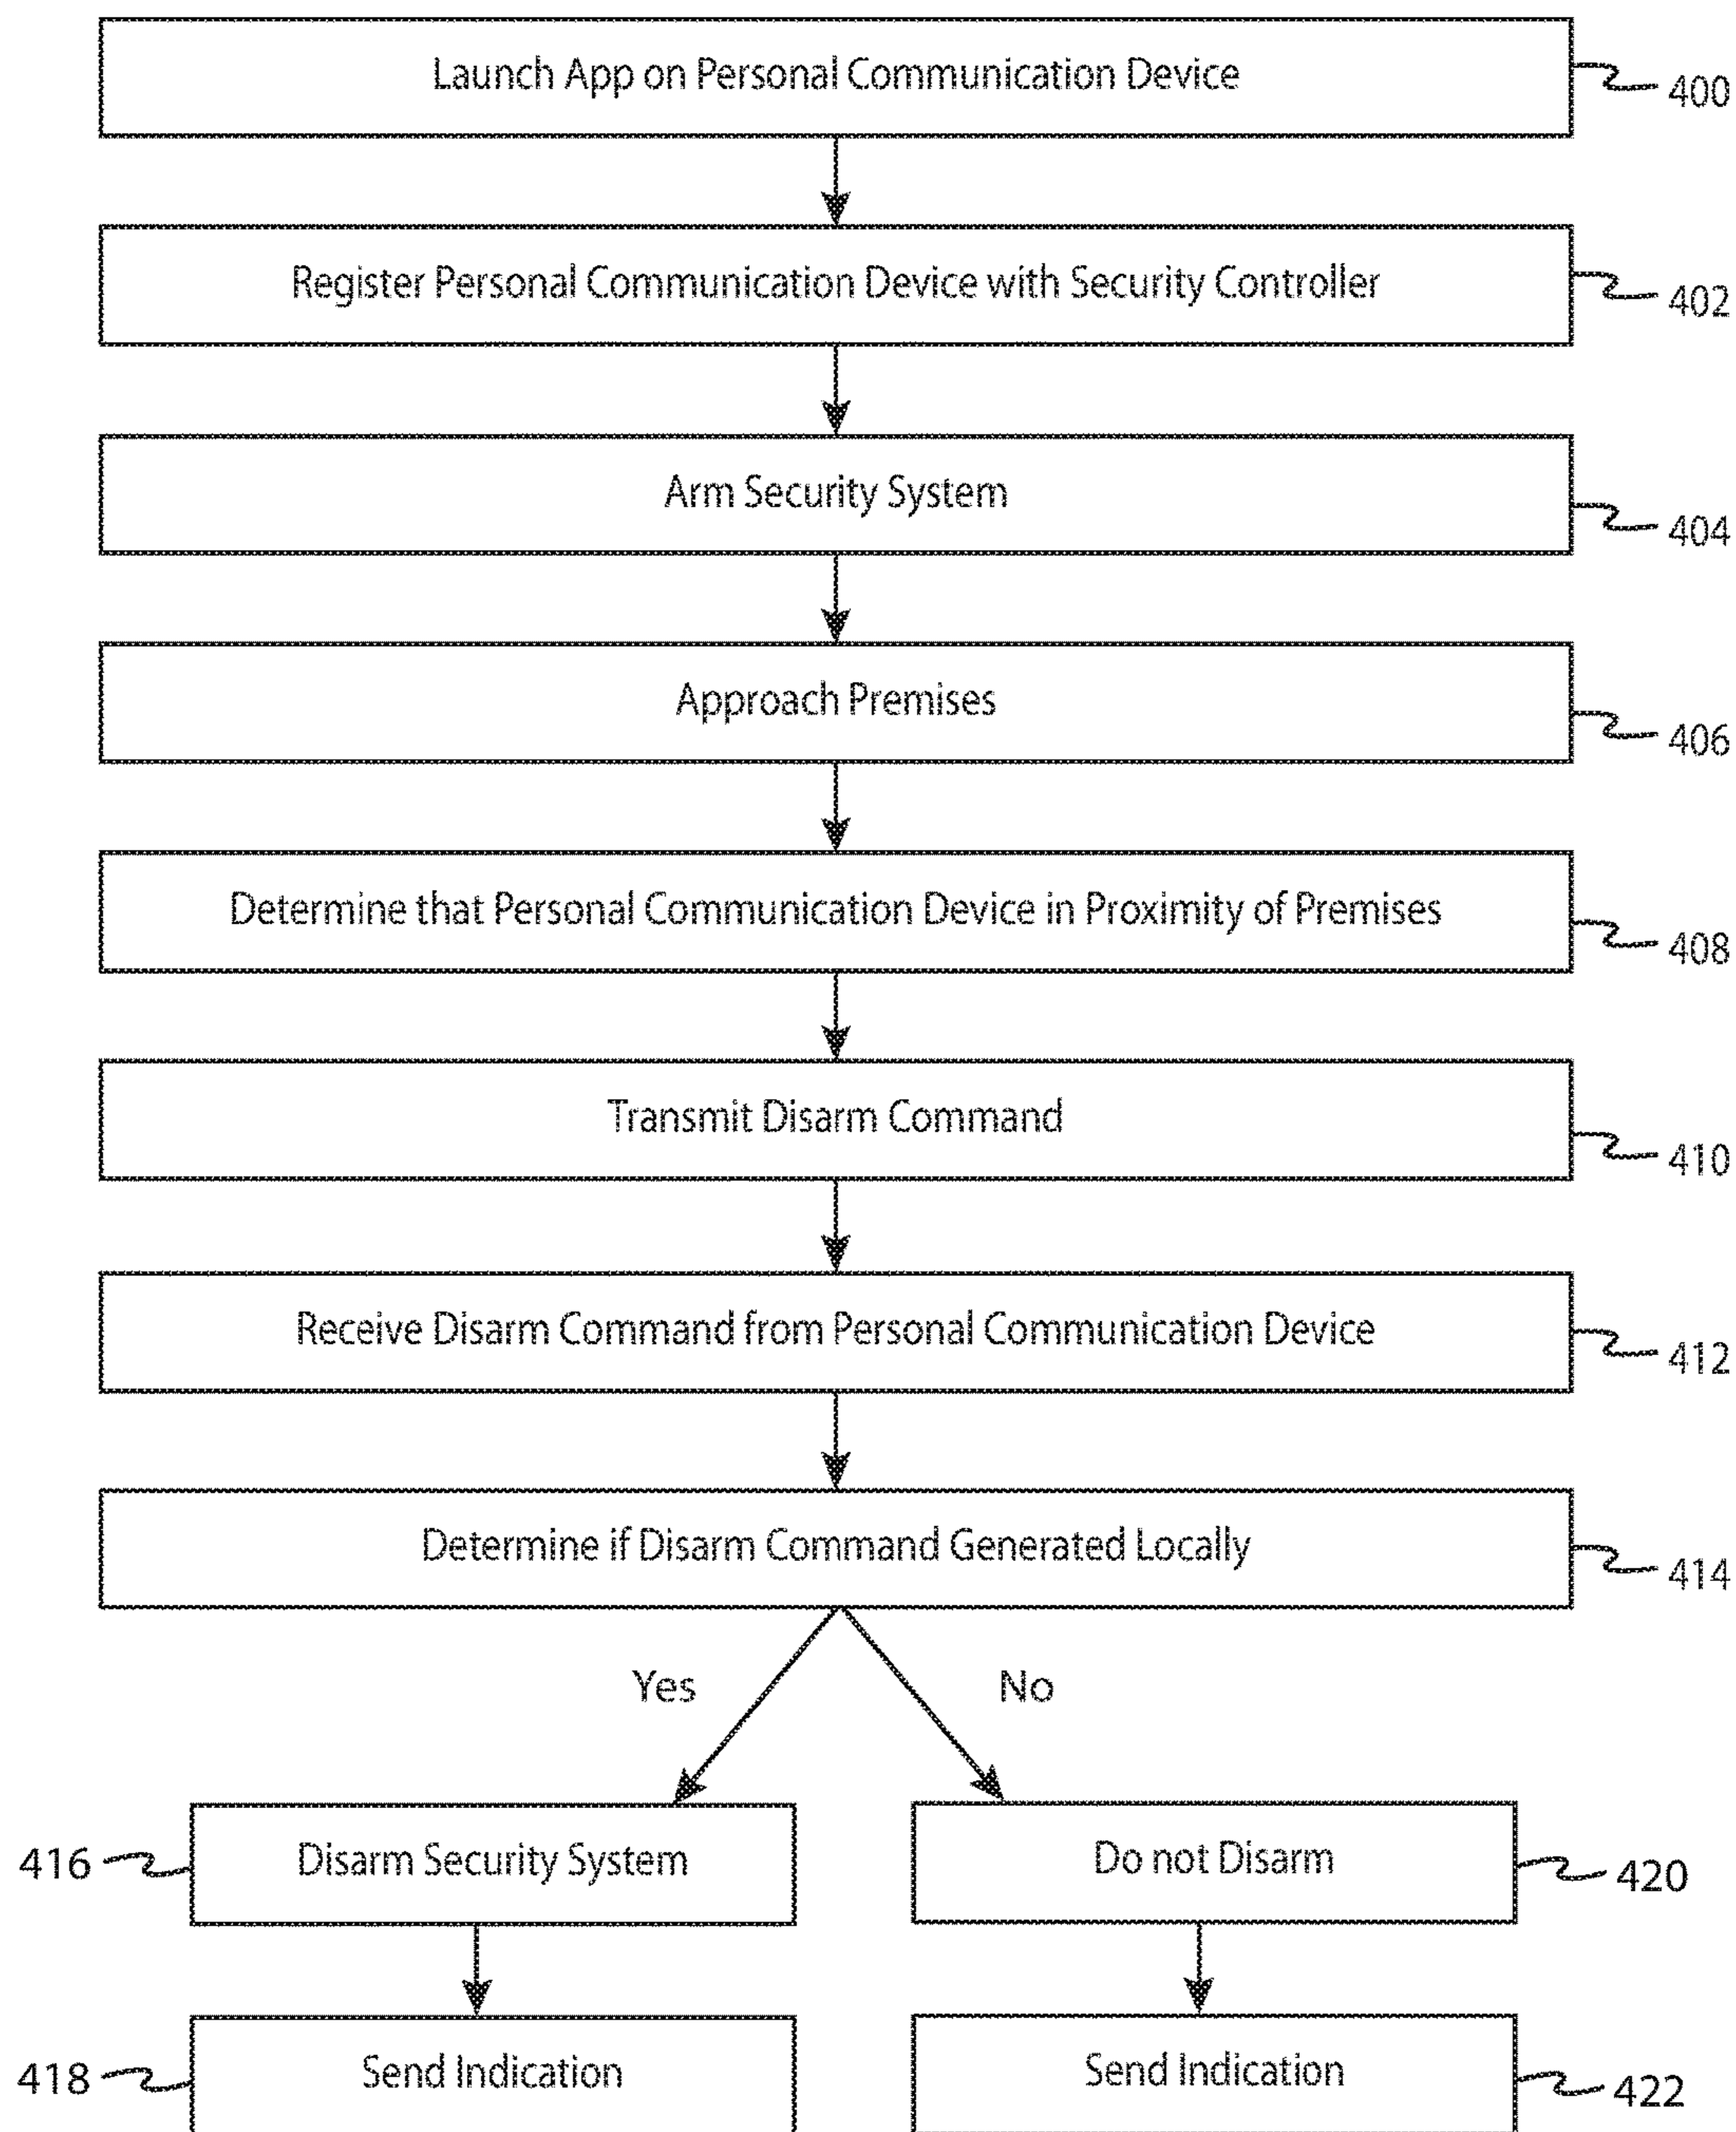 Launch App on Personal Communication Device
400
Register Personal Communication Device with Security Controller
402
Arm Security System
404
Approach Premises
406
Determine that Personal Communication Device in Proximity of Premises
408
Transmit Disarm Command
410
Receive Disarm Command from Personal Communication Device
412
Determine if Disarm Command Generated Locally
414
Yes
No
416
Disarm Security System
Do not Disarm
420
418
Send Indication
Send Indication
422